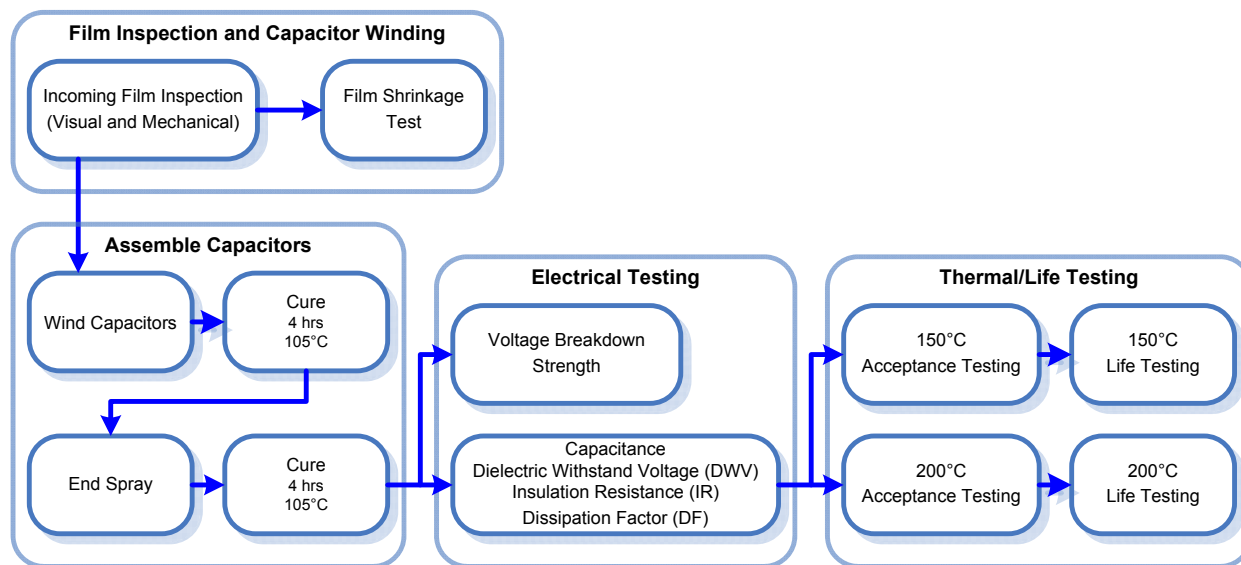 Film Inspection and Capacitor Winding
Incoming Film Inspection
(Visual and Mechanical)
Film Shrinkage
Test
Assemble Capacitors
Wind Capacitors
Cure
4 hrs
105°C
End Spray
Cure
4 hrs
105°C
Electrical Testing
Voltage Breakdown
Strength
Capacitance
Dielectric Withstand Voltage (DWV)
Insulation Resistance (IR)
Dissipation Factor (DF)
Thermal/Life Testing
150°C
Acceptance Testing
150°C
Life Testing
200°C
Acceptance Testing
200°C
Life Testing